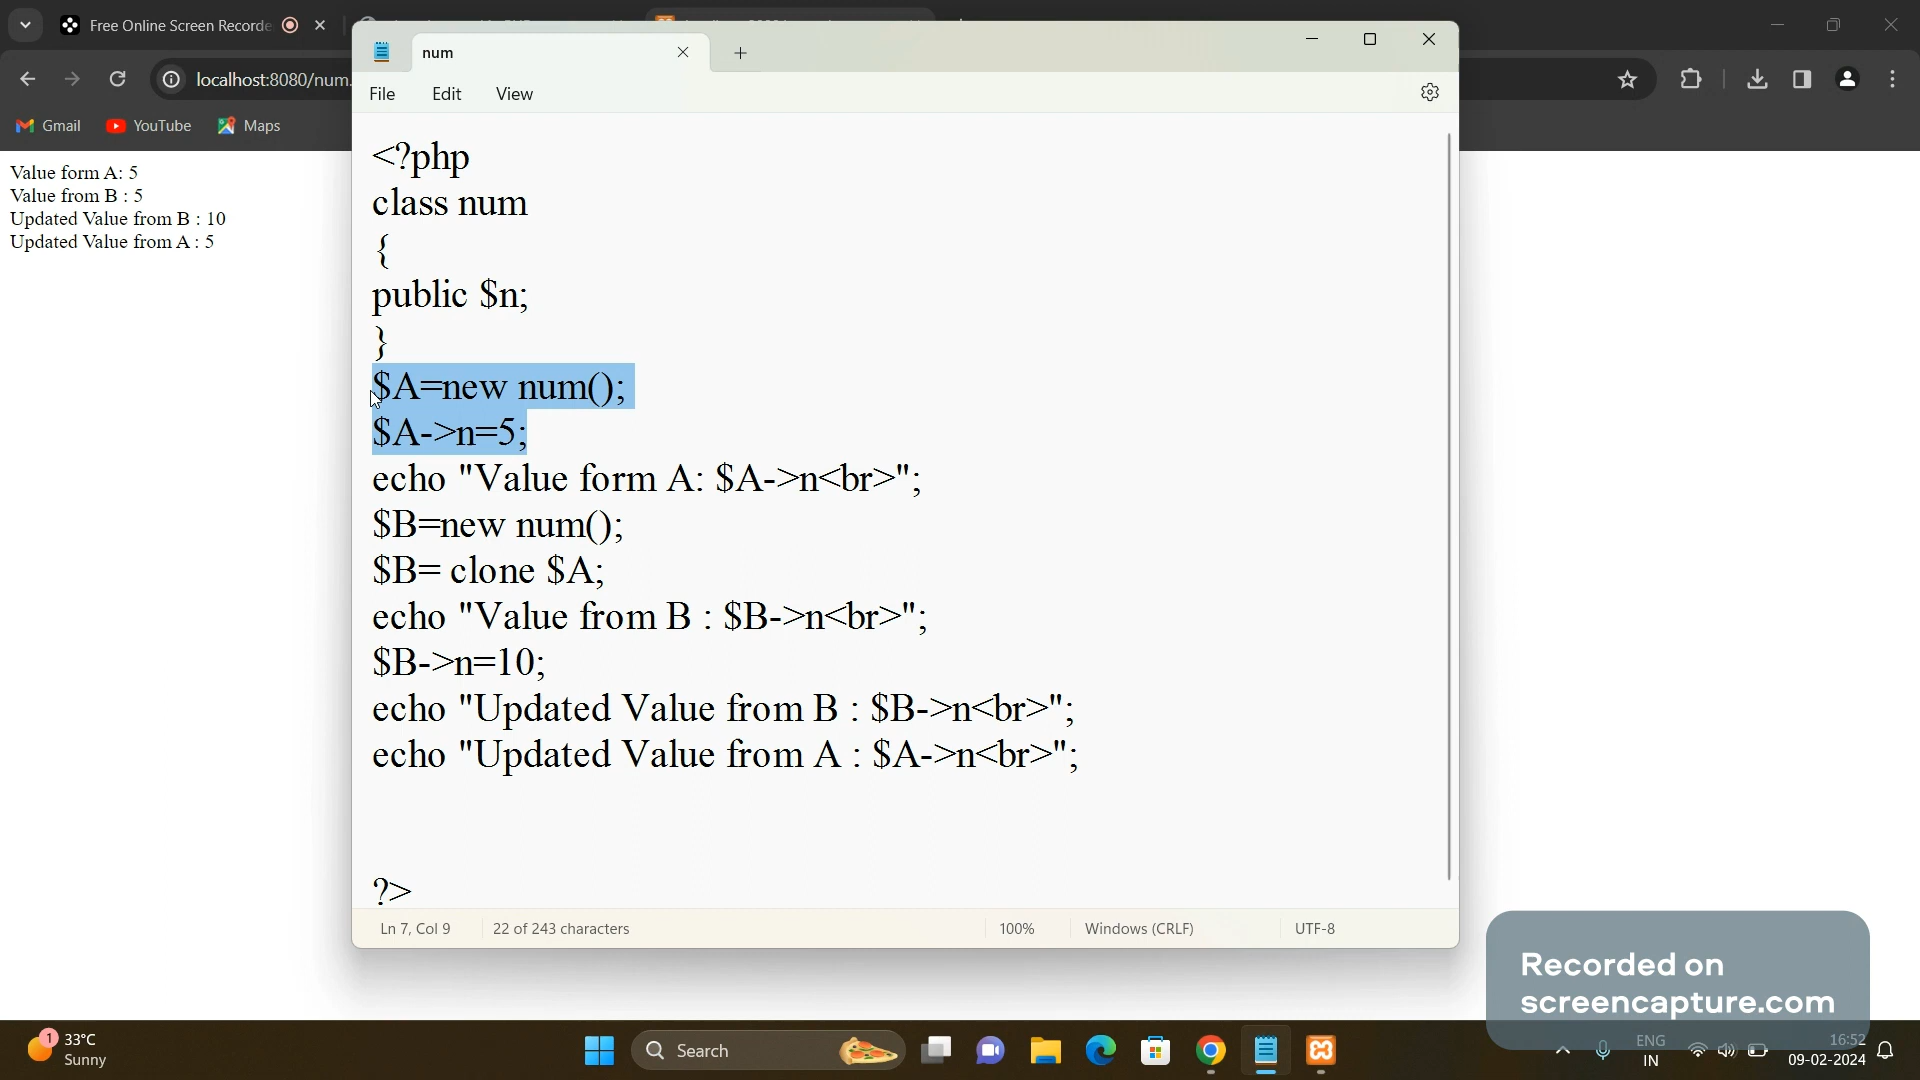 Free Online Screen Recorde
localhost:8080/num.
Gmail
YouTube
Maps
Value form A: 5
Value from B : 5
Updated Value from B : 10
Updated Value from A : 5
num
File
Edit
View
<?php
class num
{
public $n;
}
$A=new num();
$A->n=5;
echo "Value form A: $A->n<br>";
$B=new num();
$B= clone $A;
echo "Value from B : $B->n<br>";
$B->n=10;
echo "Updated Value from B : $B->n<br>";
echo "Updated Value from A : $A->n<br>";
?>
Ln 7, Col 9
22 of 243 characters
100%
Windows (CRLF)
UTF-8
Recorded on
screencapture.com
1
33°C
Sunny
Search
ENG
IN
16:52
09-02-2024